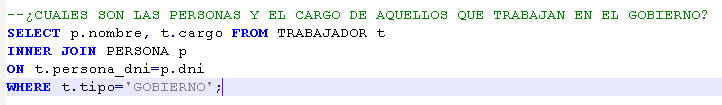 --¿CUALES SON LAS PERSONAS Y EL CARGO DE AQUELLOS QUE TRABAJAN EN EL GOBIERNO?
SELECT p.nombre, t.cargo FROM TRABAJADOR t
INNER JOIN PERSONA p
ON t.persona_dni=p.dni
WHERE t.tipo='GOBIERNO';